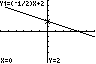 Y1=(-1/2)X+2
X=0 Y=2